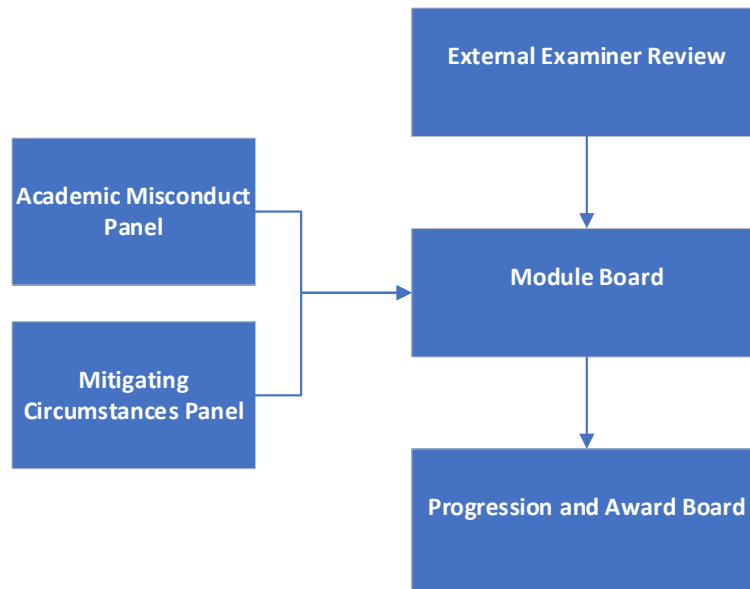 External Examiner Review
Academic Misconduct
Panel
Module Board
Mitigating
Circumstances Panel
Progression and Award Board